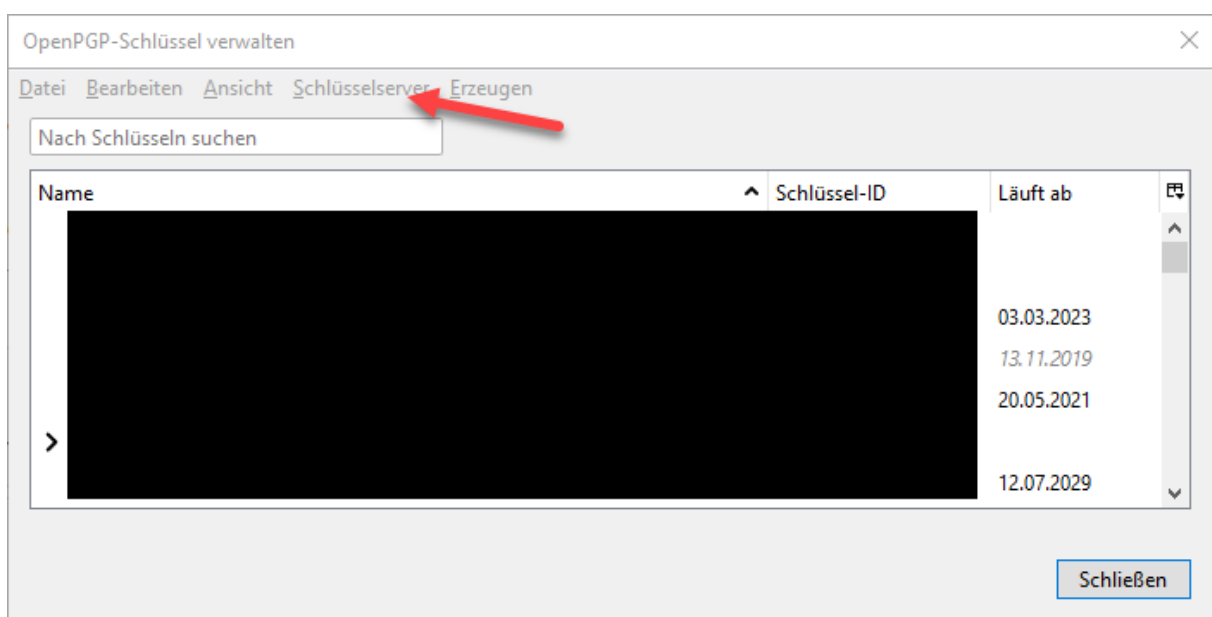 OpenPGP-Schlüssel verwalten
Datei Bearbeiten Ansicht Schlüsselserver Erzeugen
Nach Schlüsseln suchen
Name Schlüssel-ID Läuft ab
03.03.2023
13.11.2019
20.05.2021
12.07.2029
Schließen